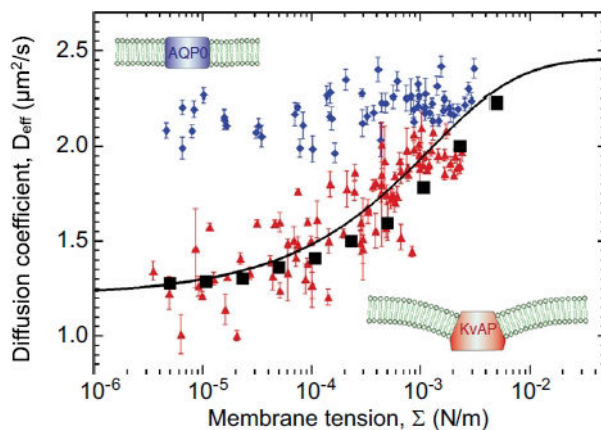 2.5
AQP0
2.0
1.5
KvAP
1.0
10⁻⁶ 10⁻⁵ 10⁻⁴ 10⁻³ 10⁻²
Membrane tension, Σ (N/m)
Diffusion coefficient, D_eff (μm²/s)